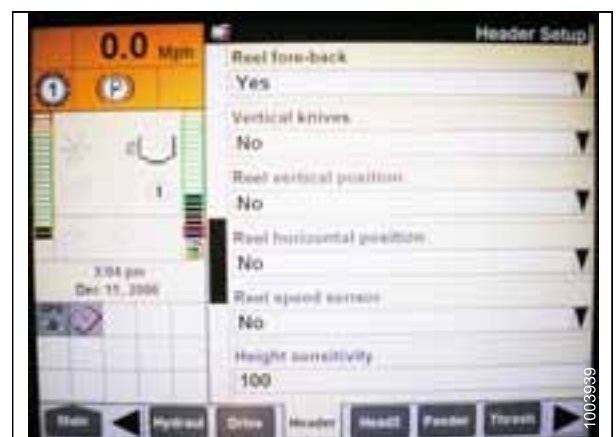 0.0 Mph
Header Setup
Reel fore-back
Yes
1
P
Vertical knives
No
Reel vertical position
No
1
Reel horizontal position
No
3:04 pm
Dec 11, 2006
Reel speed sensor
No
Height sensitivity
100
Main
Hydraul
Drive
Header
Head2
Feeder
Thresh
1003939